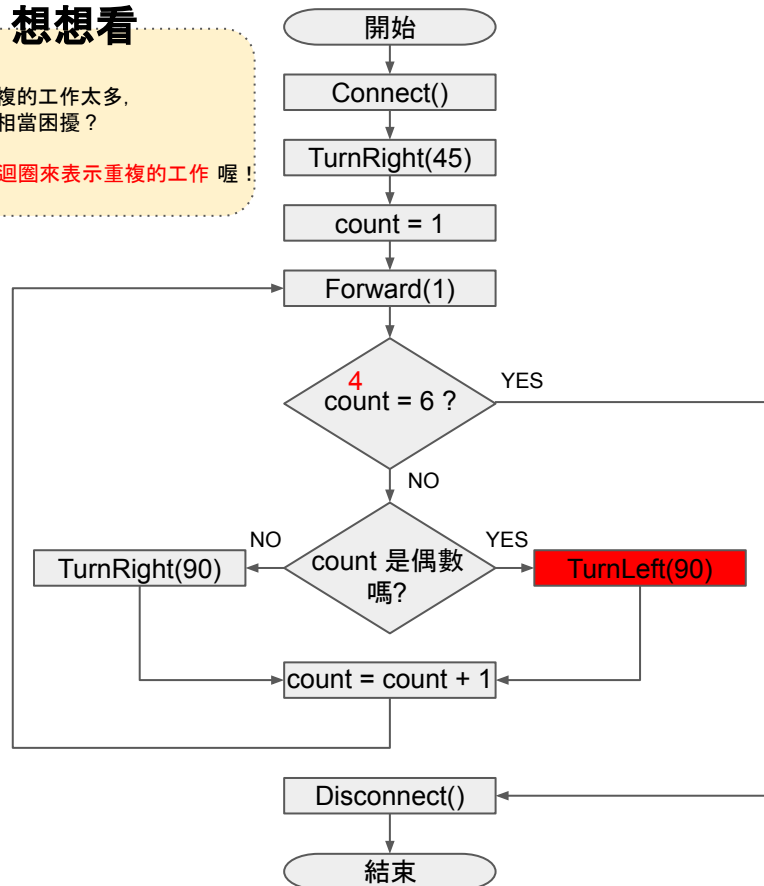 想想看
複的工作太多,
相當困擾？
迴圈來表示重複的工作 喔！
開始
Connect()
TurnRight(45)
count = 1
Forward(1)
4
count = 6 ?
YES
NO
NO
YES
TurnRight(90)
count 是偶數
嗎?
TurnLeft(90)
count = count + 1
Disconnect()
結束